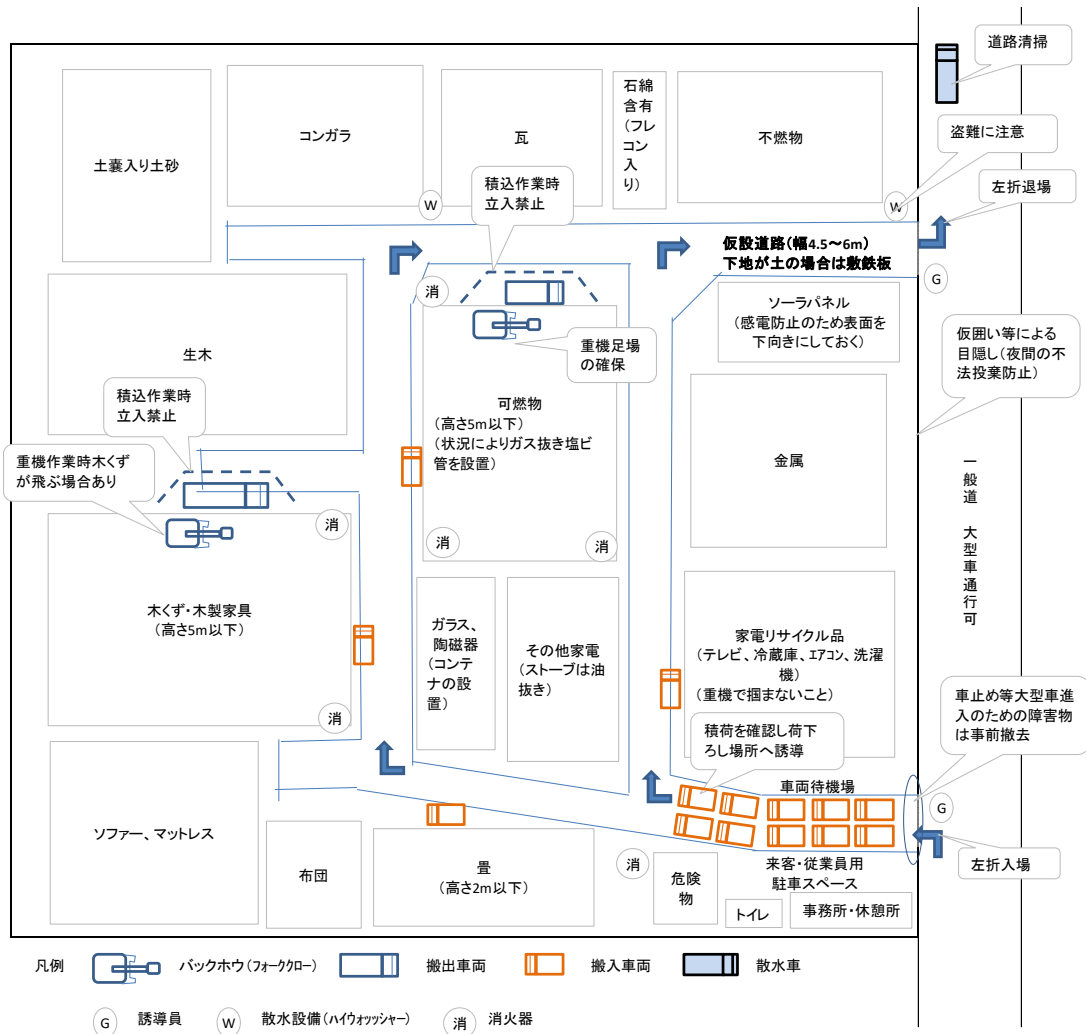 道路清掃
盗難に注意
左折退場
土嚢入り土砂
コンガラ
瓦
石綿
含有
(フレ
コン入
り)
不燃物
W
W
積込作業時
立入禁止
仮設道路(幅4.5～6m)
下地が土の場合は敷鉄板
G
消
ソーラパネル
(感電防止のため表面を
下向きにしておく)
仮囲い等による
目隠し(夜間の不
法投棄防止)
重機足場
の確保
生木
積込作業時
立入禁止
可燃物
(高さ5m以下)
(状況によりガス抜き塩ビ
管を設置)
重機作業時木くず
が飛ぶ場合あり
金属
一般道 大型車通行可
消
消
消
木くず・木製家具
(高さ5m以下)
ガラス、
陶磁器
(コンテ
ナの設
置)
その他家電
(ストーブは油
抜き)
家電リサイクル品
(テレビ、冷蔵庫、エアコン、洗濯
機)
(重機で掴まないこと)
車止め等大型車進
入のための障害物
は事前撤去
消
積荷を確認し荷下
ろし場所へ誘導
車両待機場
G
ソファー、マットレス
布団
畳
(高さ2m以下)
消
危険
物
来客・従業員用
駐車スペース
左折入場
トイレ
事務所・休憩所
凡例
バックホウ(フォーククロー)
搬出車両
搬入車両
散水車
G
誘導員
W
散水設備(ハイウォッッシャー)
消
消火器